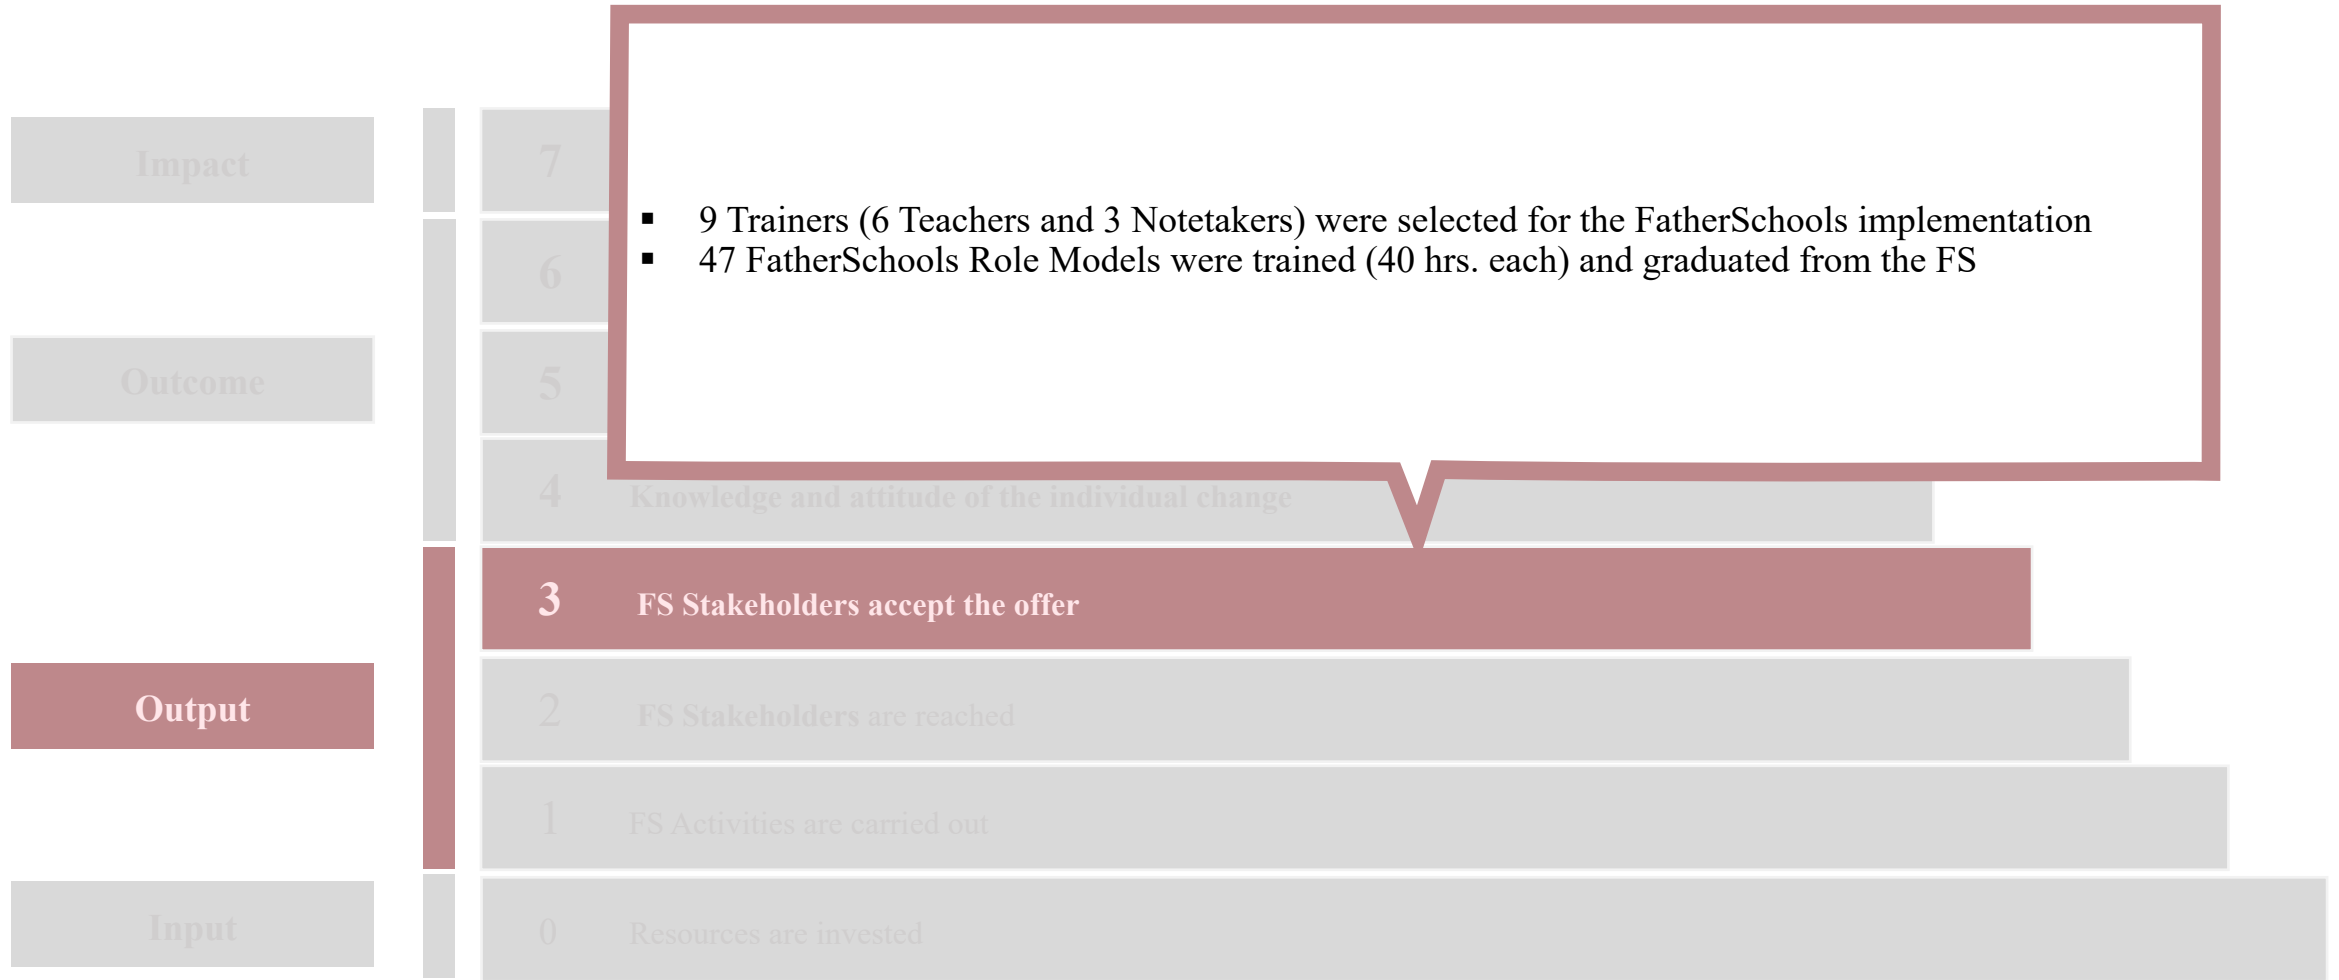 ▪ 9 Trainers (6 Teachers and 3 Notetakers) were selected for the FatherSchools implementation
▪ 47 FatherSchools Role Models were trained (40 hrs. each) and graduated from the FS
Impact
7
6
Outcome
5
4 Knowledge and attitude of the individual change
3 FS Stakeholders accept the offer
Output
2 FS Stakeholders are reached
1 FS Activities are carried out
Input
0 Resources are invested